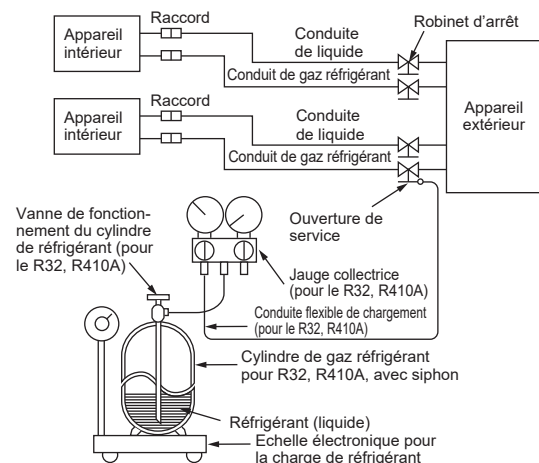 Raccord
Appareil
intérieur
Conduite
de liquide
Conduit de gaz réfrigérant
Robinet d'arrêt
Raccord
Appareil
intérieur
Conduite
de liquide
Conduit de gaz réfrigérant
Appareil
extérieur
Vanne de fonction-
nement du cylindre
de réfrigérant (pour
le R32, R410A)
Ouverture de
service
Jauge collectrice
(pour le R32, R410A)
Conduite flexible de chargement
(pour le R32, R410A)
Cylindre de gaz réfrigérant
pour R32, R410A, avec siphon
Réfrigérant (liquide)
Echelle électronique pour
la charge de réfrigérant